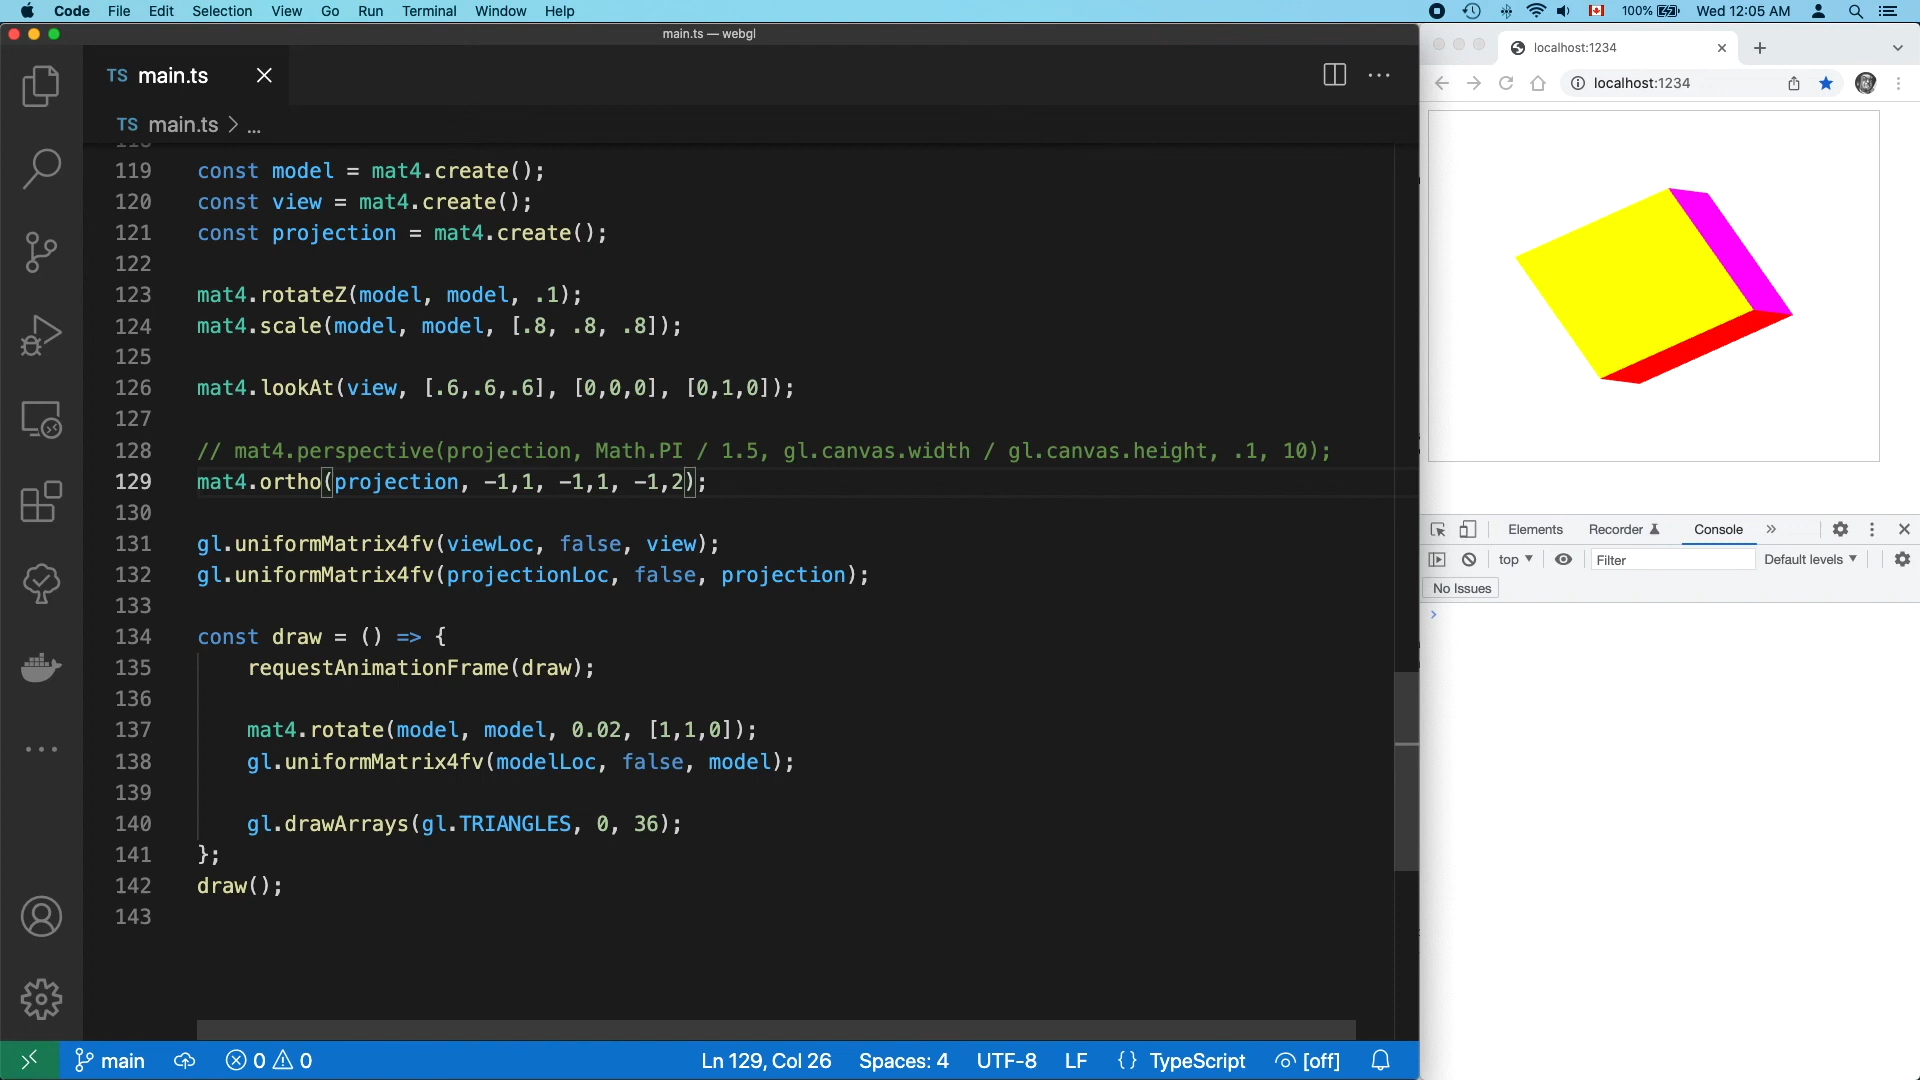 Code File Edit Selection View Go Run Terminal Window Help
100% Wed 12:05 AM
main.ts — webgl
TS main.ts
TS main.ts > ...
119 const model = mat4.create();
120 const view = mat4.create();
121 const projection = mat4.create();
122
123 mat4.rotateZ(model, model, .1);
124 mat4.scale(model, model, [.8, .8, .8]);
125
126 mat4.lookAt(view, [.6,.6,.6], [0,0,0], [0,1,0]);
127
128 // mat4.perspective(projection, Math.PI / 1.5, gl.canvas.width / gl.canvas.height, .1, 10);
129 mat4.ortho(projection, -1,1, -1,1, -1,2);
130
131 gl.uniformMatrix4fv(viewLoc, false, view);
132 gl.uniformMatrix4fv(projectionLoc, false, projection);
133
134 const draw = () => {
135 requestAnimationFrame(draw);
136
137 mat4.rotate(model, model, 0.02, [1,1,0]);
138 gl.uniformMatrix4fv(modelLoc, false, model);
139
140 gl.drawArrays(gl.TRIANGLES, 0, 36);
141 };
142 draw();
143
main 0 0 Ln 129, Col 26 Spaces: 4 UTF-8 LF {} TypeScript [off]
localhost:1234
localhost:1234
Elements Recorder Console »
top Filter Default levels
No Issues
>